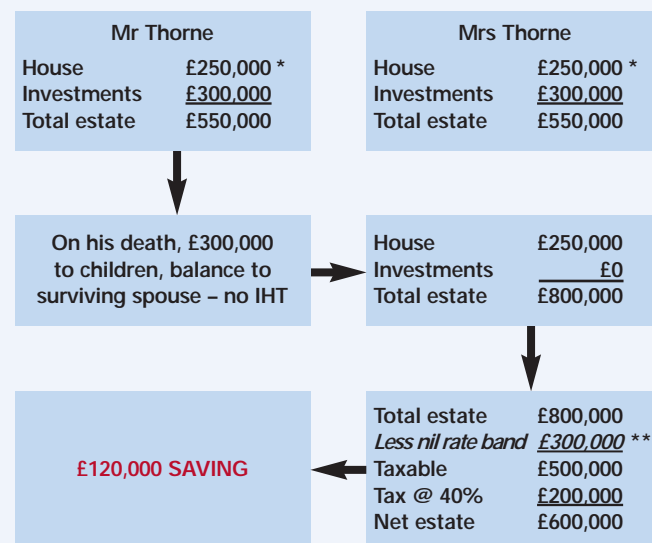 Mr Thorne
House £250,000 *
Investments £300,000
Total estate £550,000
Mrs Thorne
House £250,000 *
Investments £300,000
Total estate £550,000
On his death, £300,000
to children, balance to
surviving spouse – no IHT
House £250,000
Investments £0
Total estate £800,000
£120,000 SAVING
Total estate £800,000
Less nil rate band £300,000 **
Taxable £500,000
Tax @ 40% £200,000
Net estate £600,000